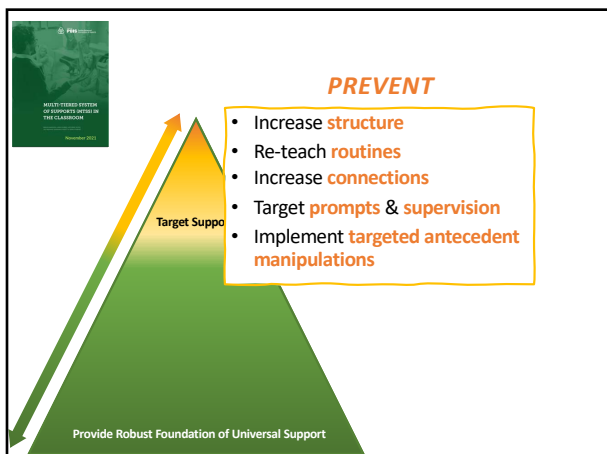 PBIS
MULTI-TIERED SYSTEM
OF SUPPORTS (MTSS) IN
THE CLASSROOM
November 2022
PREVENT
• Increase structure
• Re-teach routines
• Increase connections
• Target prompts & supervision
• Implement targeted antecedent
manipulations
Target Suppo
Provide Robust Foundation of Universal Support